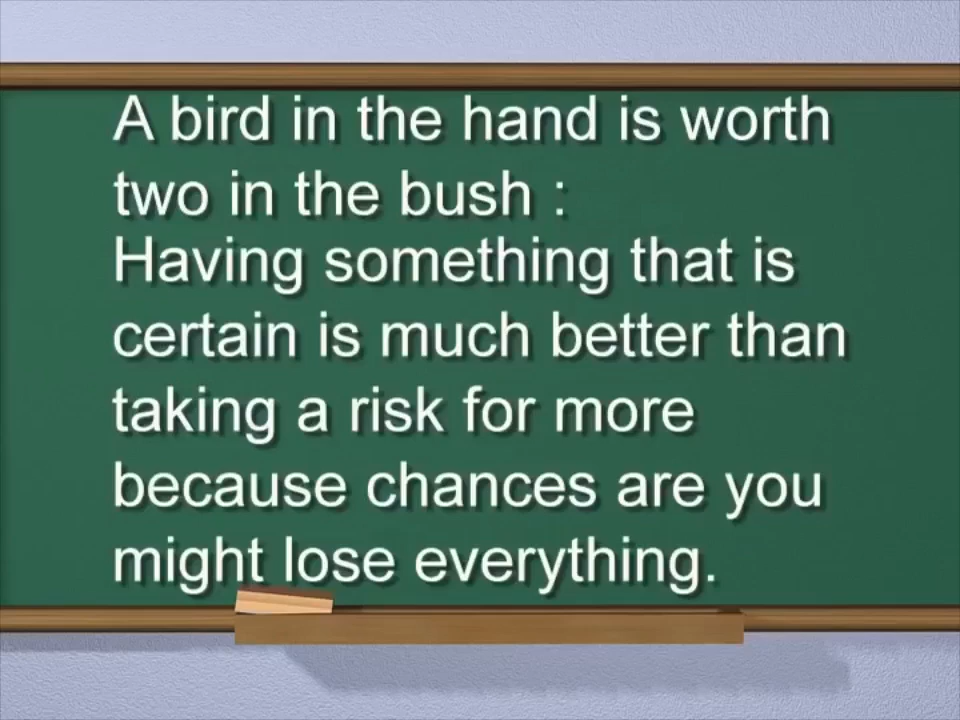 A bird in the hand is worth
two in the bush :
Having something that is
certain is much better than
taking a risk for more
because chances are you
might lose everything.